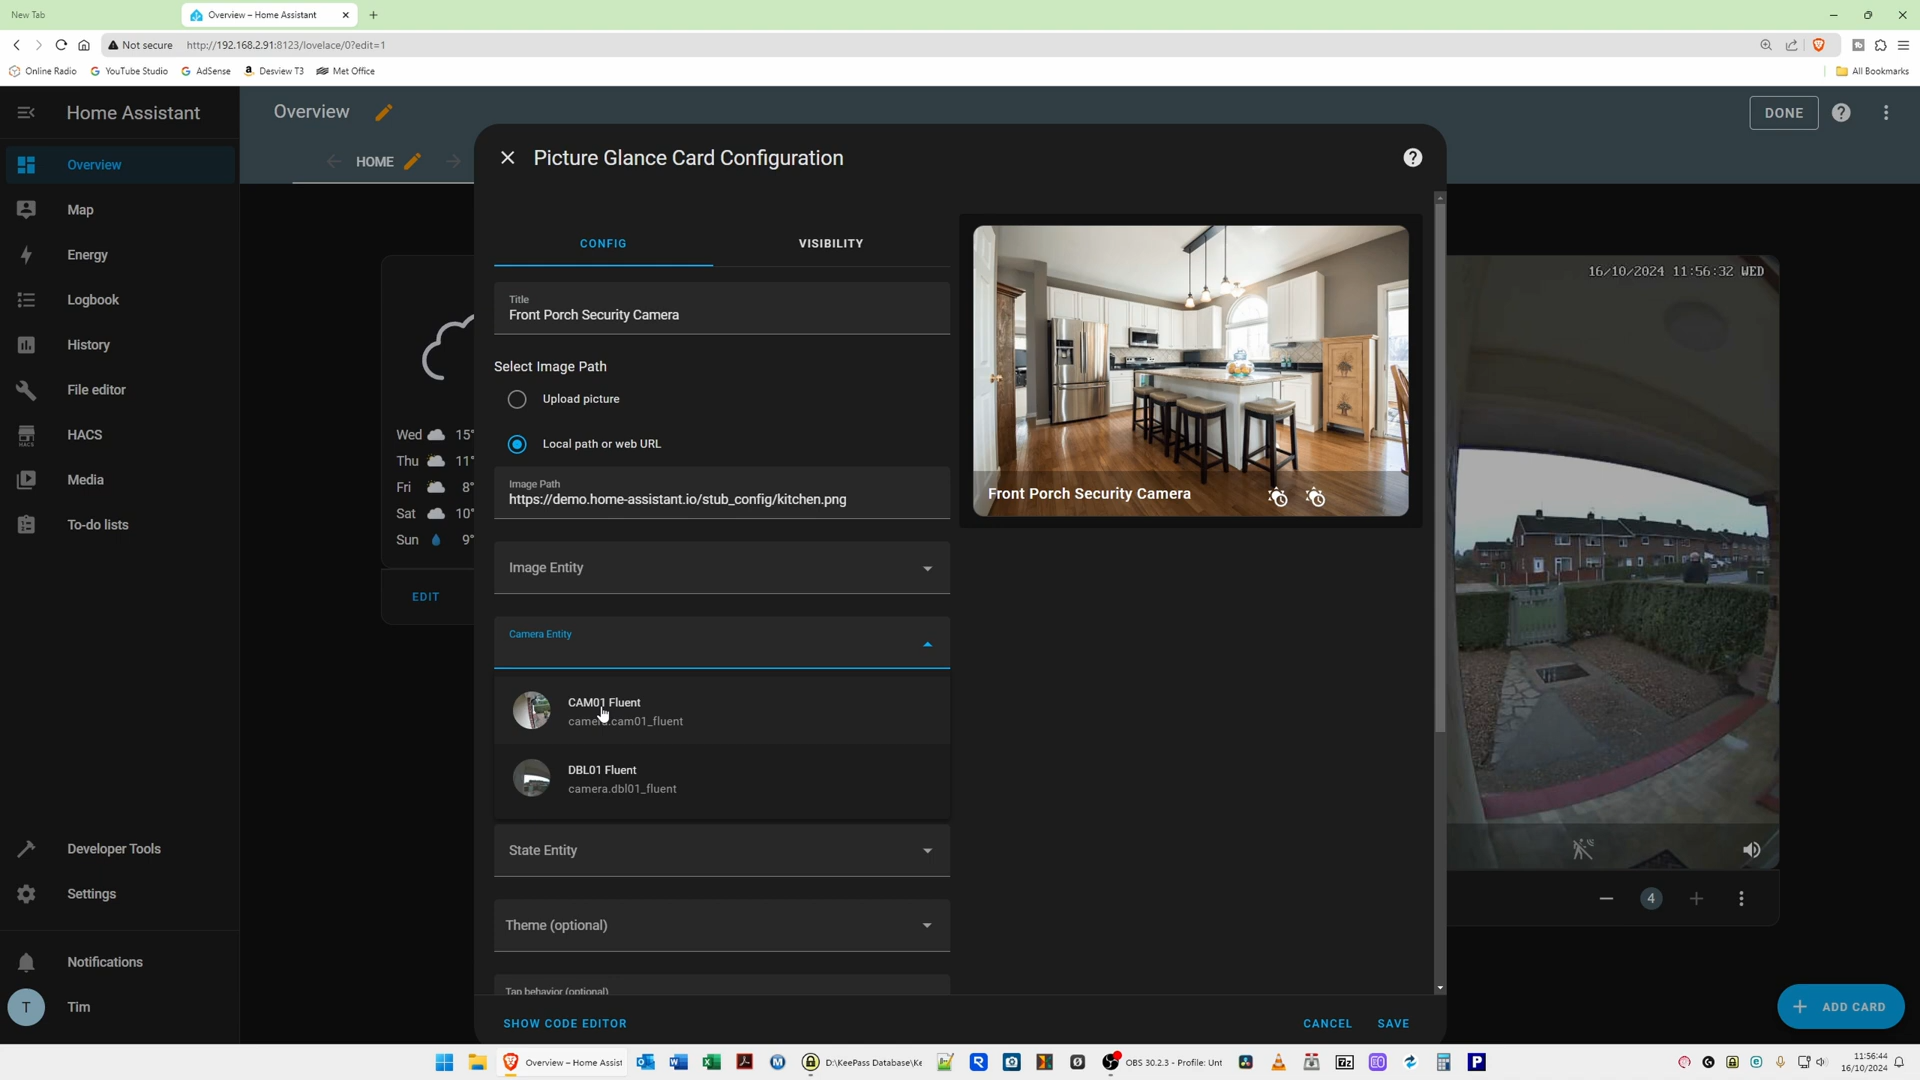 New Tab
Overview – Home Assistant
Not secure
http://192.168.2.91:8123/lovelace/0?edit=1
Online Radio
YouTube Studio
AdSense
Desview T3
Met Office
All Bookmarks
Home Assistant
Overview
DONE
HOME
Overview
Map
Energy
Logbook
History
File editor
HACS
Media
To-do lists
Developer Tools
Settings
Notifications
T
Tim
Wed 15°
Thu 11°
Fri 8°
Sat 10°
Sun 9°
EDIT
Picture Glance Card Configuration
CONFIG
VISIBILITY
Title
Front Porch Security Camera
Select Image Path
Upload picture
Local path or web URL
Image Path
https://demo.home-assistant.io/stub_config/kitchen.png
Image Entity
Camera Entity
CAM01 Fluent
camera.cam01_fluent
DBL01 Fluent
camera.dbl01_fluent
State Entity
Theme (optional)
Tap behavior (optional)
SHOW CODE EDITOR
CANCEL
SAVE
Front Porch Security Camera
16/10/2024 11:56:32 WED
4
ADD CARD
Overview – Home Assist
D:\KeePass Database\Ke
OBS 30.2.3 - Profile: Unt
11:56:44
16/10/2024